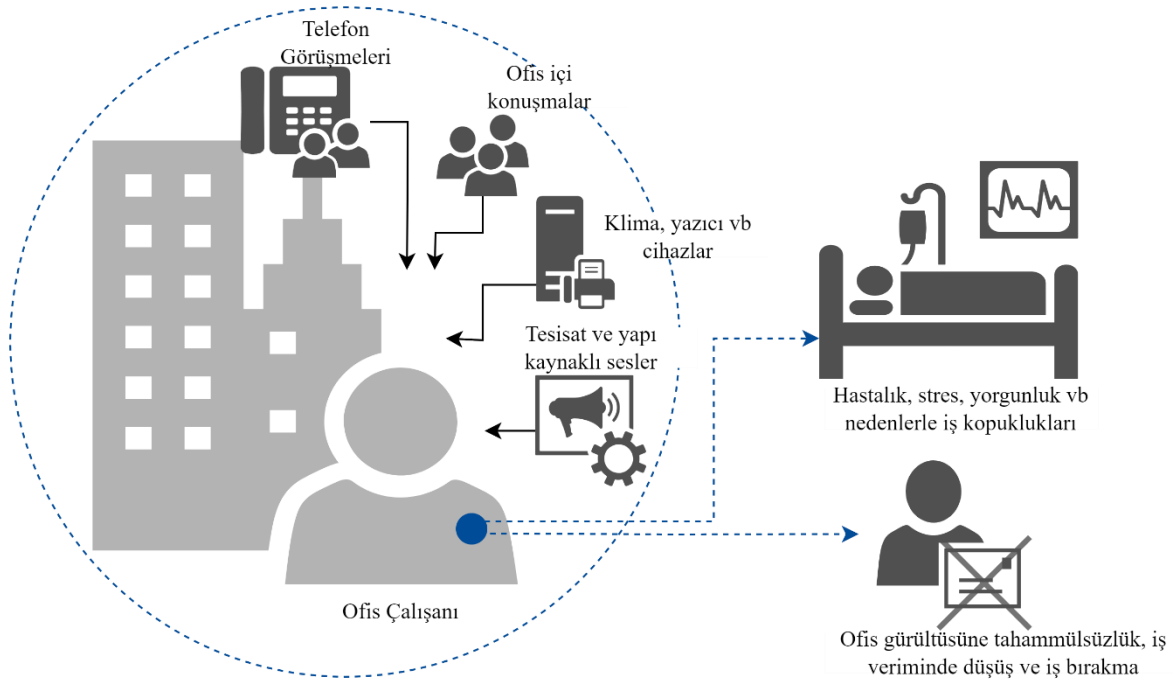 Telefon
Görüşmeleri
Ofis içi
konuşmalar
Klima, yazıcı vb
cihazlar
Tesisat ve yapı
kaynaklı sesler
Ofis Çalışanı
Hastalık, stres, yorgunluk vb
nedenlerle iş kopuklukları
Ofis gürültüsüne tahammülsüzlük, iş
veriminde düşüş ve iş bırakma